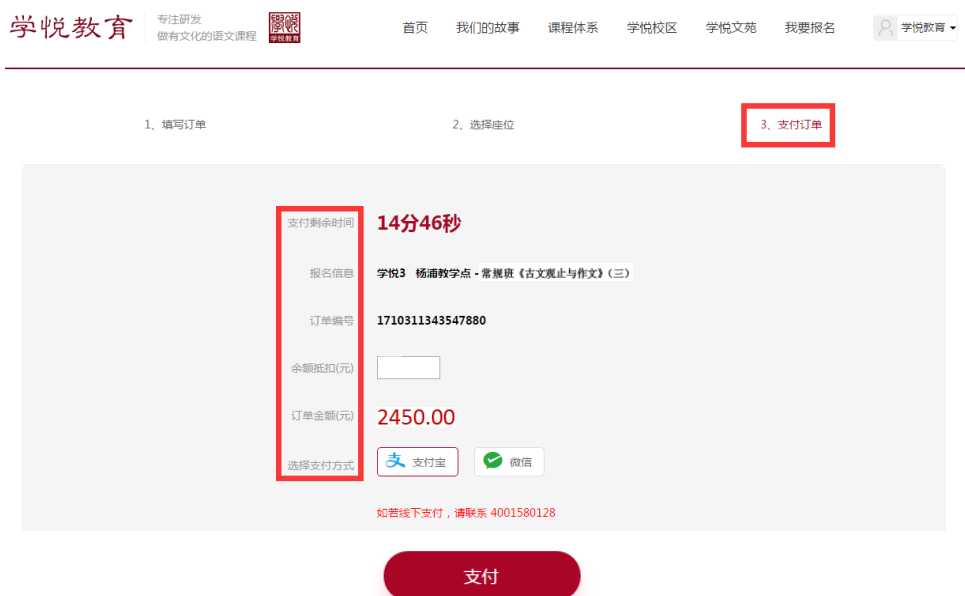 学悦教育
专注研发
做有文化的语文课程
學悦
学悦教育
首页 我们的故事 课程体系 学悦校区 学悦文苑 我要报名 学悦教育
1、填写订单 2、选择座位 3、支付订单
支付剩余时间 14分46秒
报名信息 学悦3 杨浦教学点 - 常规班《古文观止与作文》（三）
订单编号 1710311343547880
余额抵扣(元)
订单金额(元) 2450.00
选择支付方式 支 支付宝 微信
如若线下支付，请联系 4001580128
支付